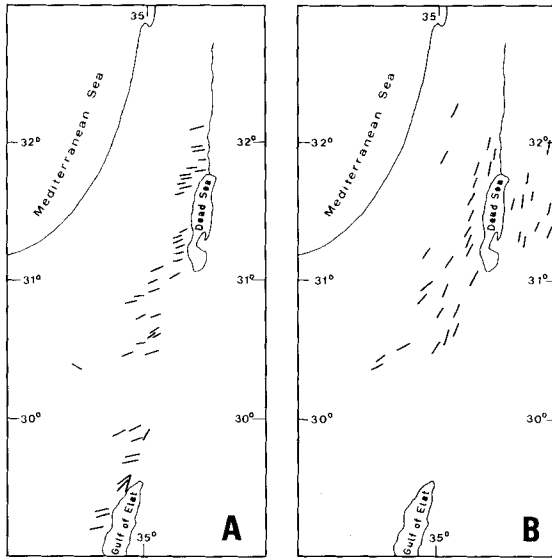 35
Mediterranean Sea
32° 32°
Dead Sea
31° 31°
30° 30°
Gulf of Elat
35°
A
35
Mediterranean Sea
32° 32°
Dead Sea
31° 31°
30° 30°
Gulf of Elat
35°
B